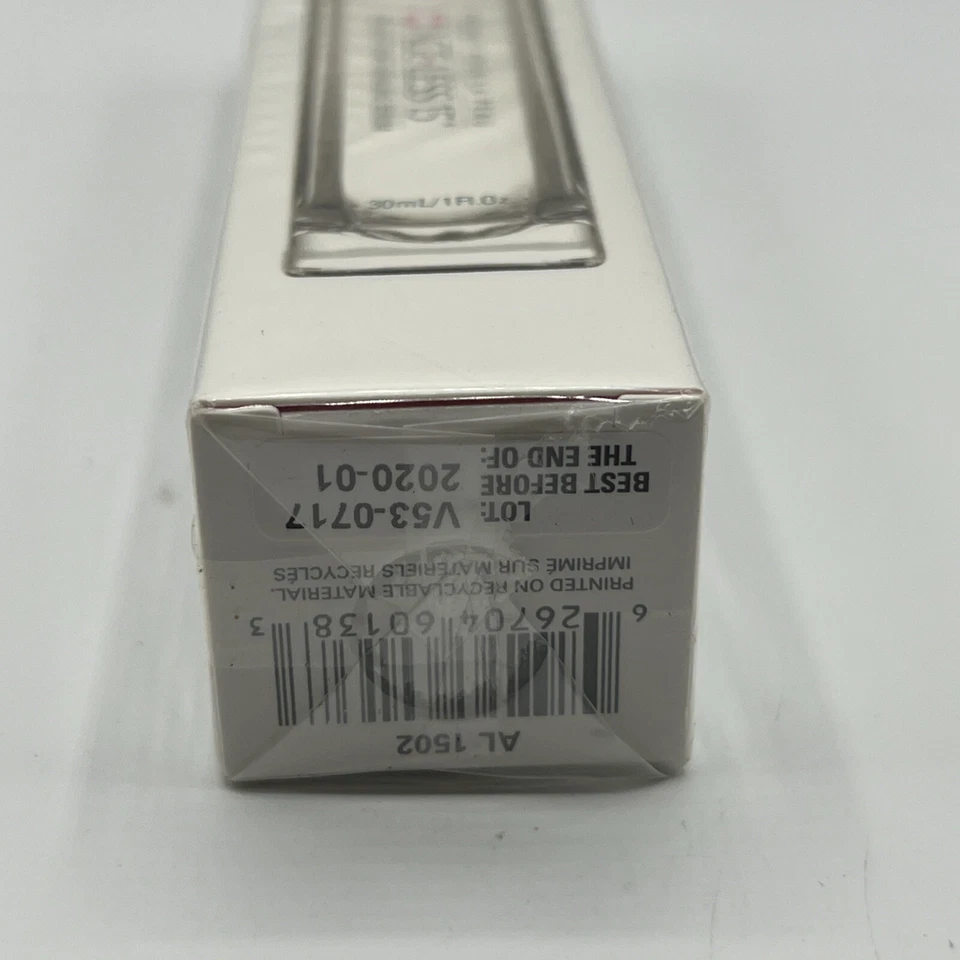 30mL/1Fl.Oz
AL 1502
6 26704 60138 3
PRINTED ON RECYCLABLE MATERIAL.
IMPRIMÉ SUR MATÉRIELS RECYCLÉS
LOT: V53-0717
BEST BEFORE
THE END OF: 2020-01